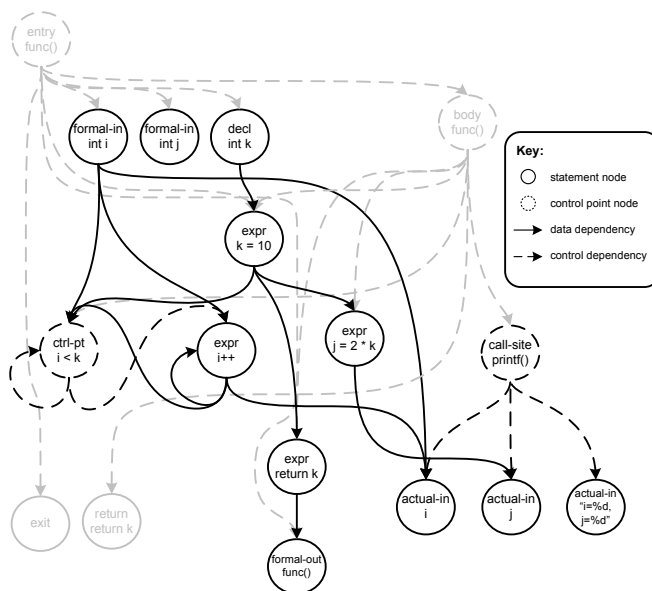 entry
func()
formal-in
int i
formal-in
int j
decl
int k
body
func()
Key:
statement node
control point node
data dependency
control dependency
expr
k = 10
ctrl-pt
i < k
expr
i++
expr
j = 2 * k
call-site
printf()
expr
return k
exit
return
return k
actual-in
i
actual-in
j
actual-in
"i=%d,
j=%d"
formal-out
func()